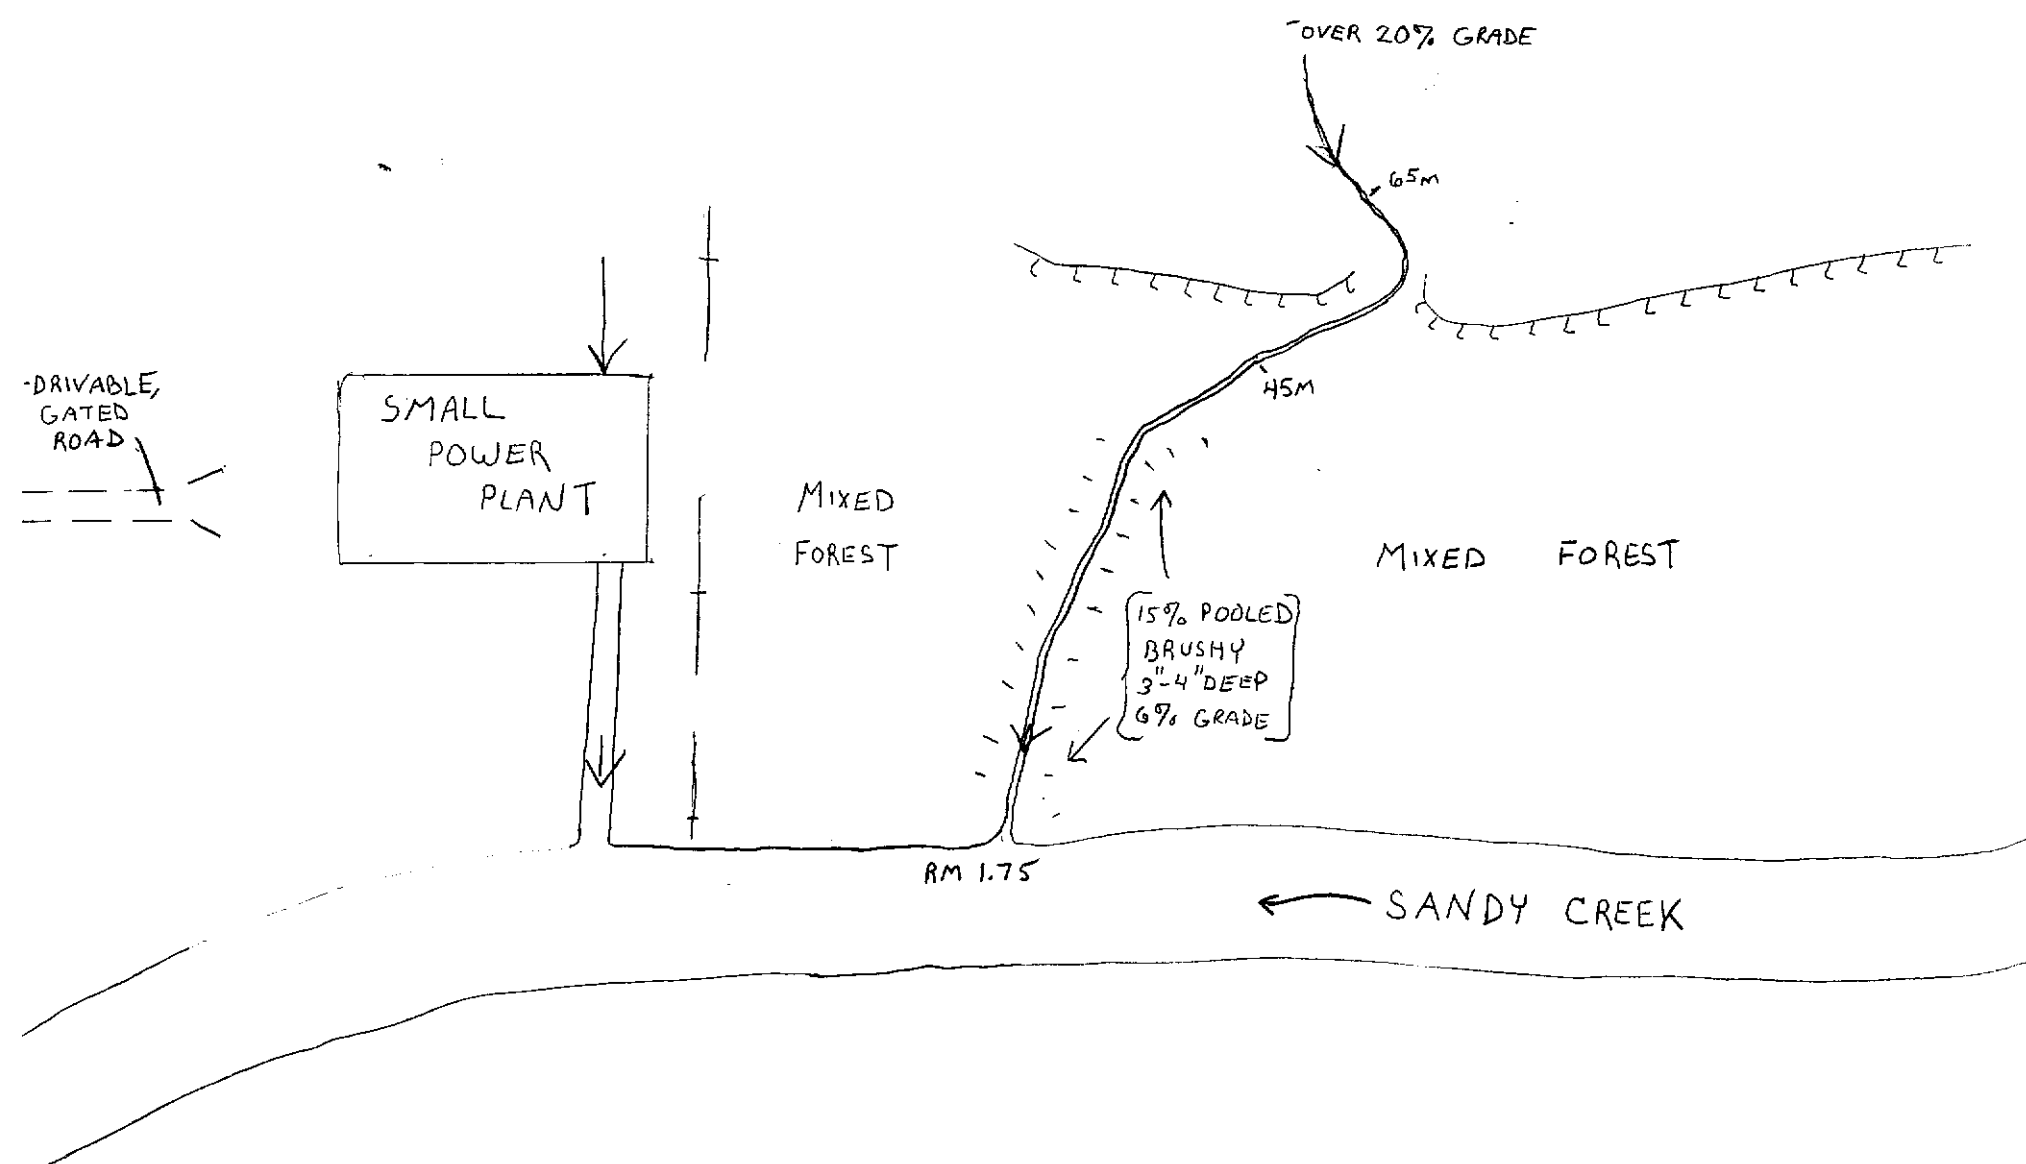 -OVER 20% GRADE
65M
45M
-DRIVABLE,
GATED
ROAD
SMALL
POWER
PLANT
MIXED
FOREST
MIXED FOREST
15% POOLED
BRUSHY
3"-4" DEEP
6% GRADE
RM 1.75
SANDY CREEK